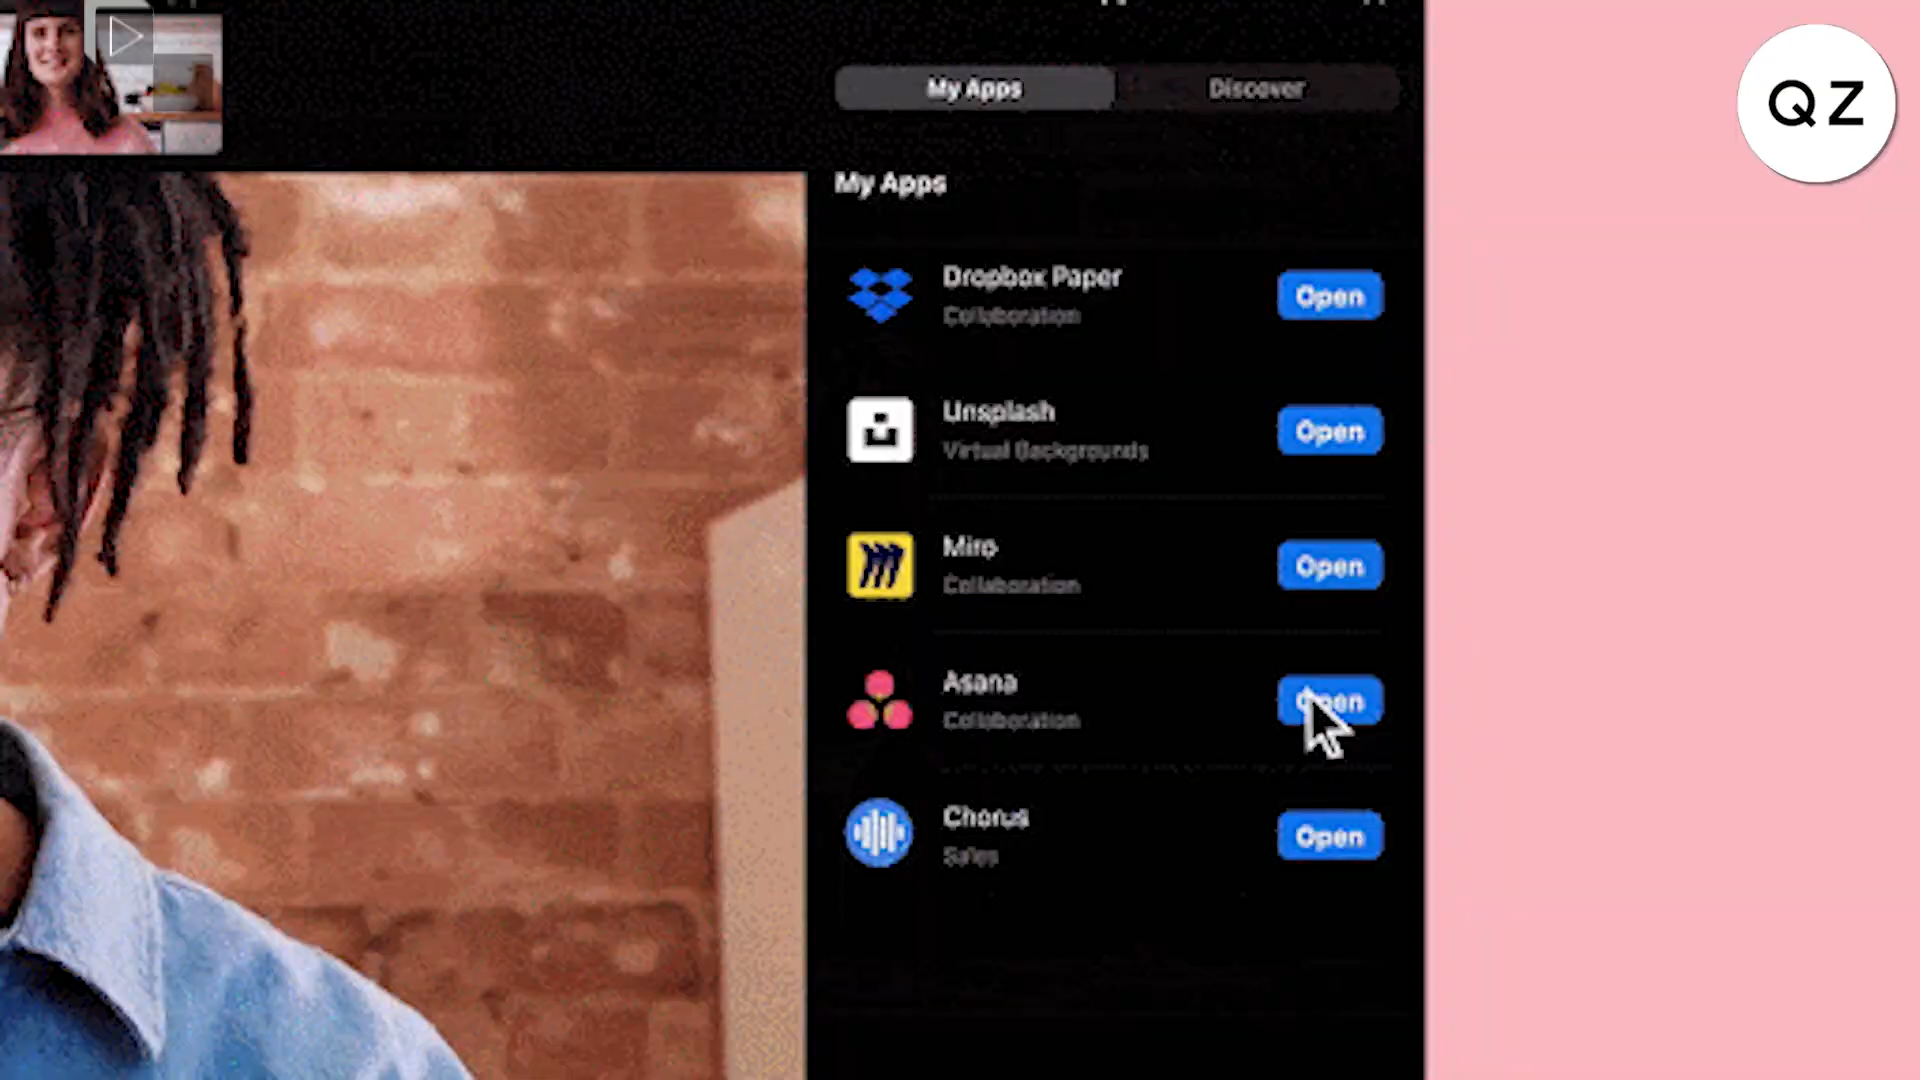 My Apps
Discover
QZ
My Apps
Dropbox Paper
Collaboration
Open
Unsplash
Virtual Backgrounds
Open
Miro
Collaboration
Open
Asana
Collaboration
Open
Chorus
Sales
Open